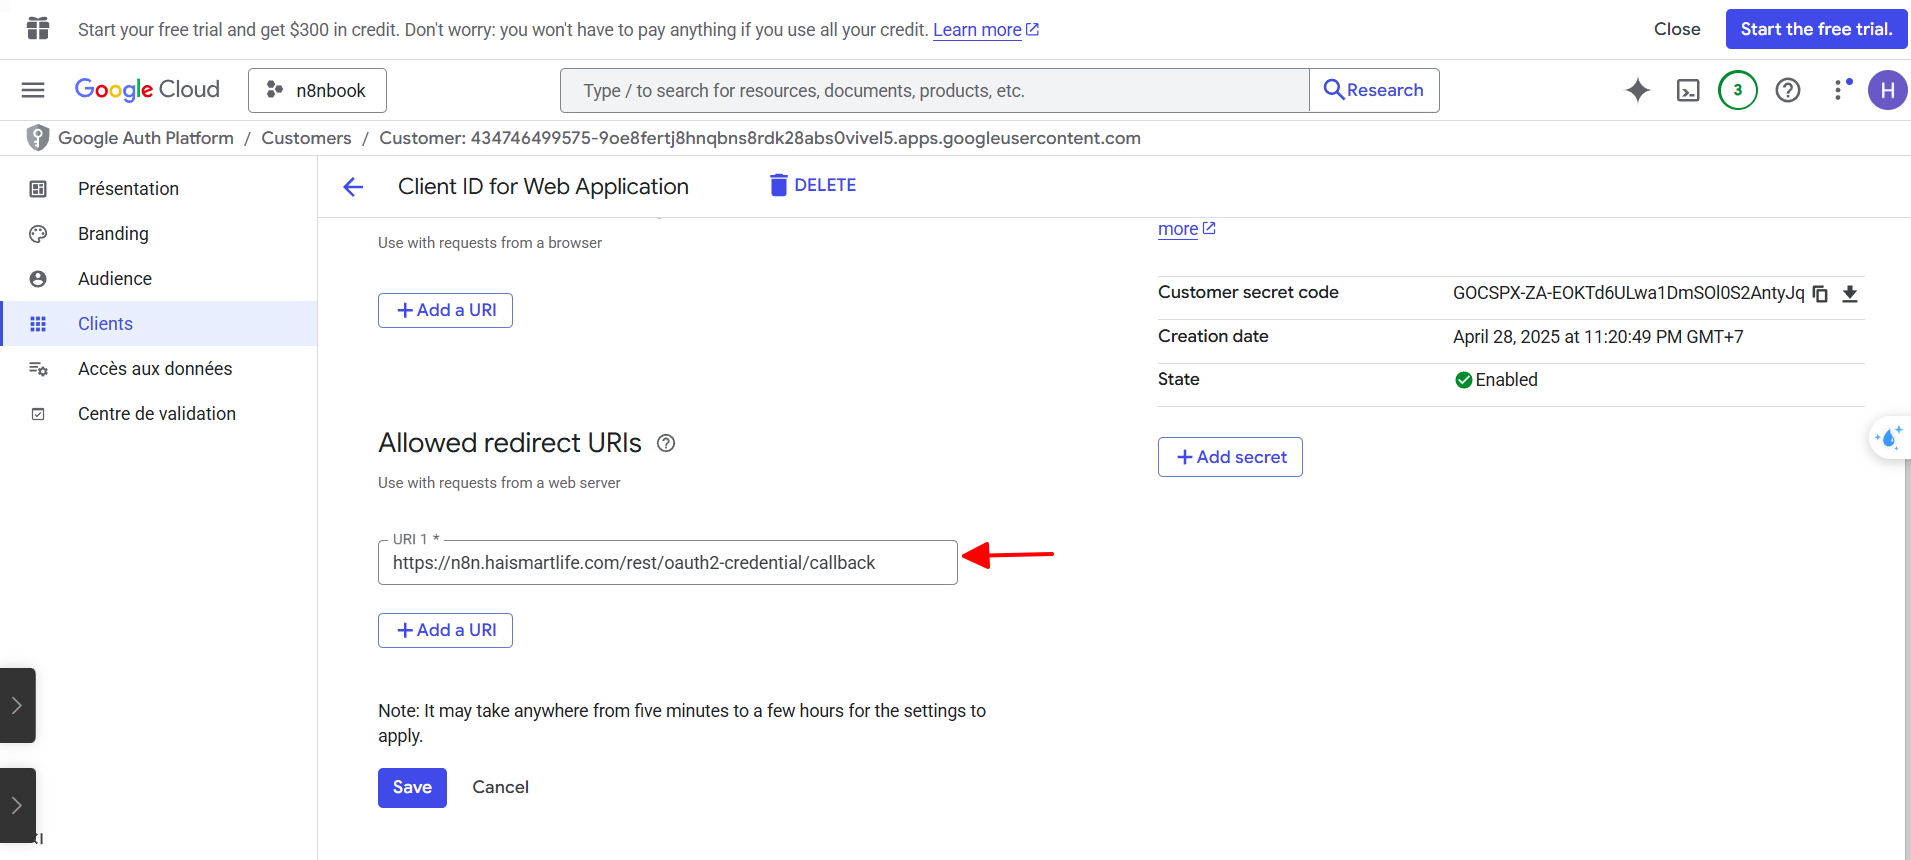 Start your free trial and get $300 in credit. Don't worry: you won't have to pay anything if you use all your credit. Learn more
Close
Start the free trial.
Google Cloud
n8nbook
Type / to search for resources, documents, products, etc.
Research
3
H
Google Auth Platform / Customers / Customer: 434746499575-9oe8fertj8hnqbns8rdk28abs0vivel5.apps.googleusercontent.com
Présentation
Branding
Audience
Clients
Accès aux données
Centre de validation
Client ID for Web Application
DELETE
Use with requests from a browser
+ Add a URI
more
Customer secret code 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
Creation date April 28, 2025 at 11:20:49 PM GMT+7
State Enabled
+ Add secret
Allowed redirect URIs
Use with requests from a web server
URI 1 *
https://n8n.haismartlife.com/rest/oauth2-credential/callback
+ Add a URI
Note: It may take anywhere from five minutes to a few hours for the settings to
apply.
Save
Cancel